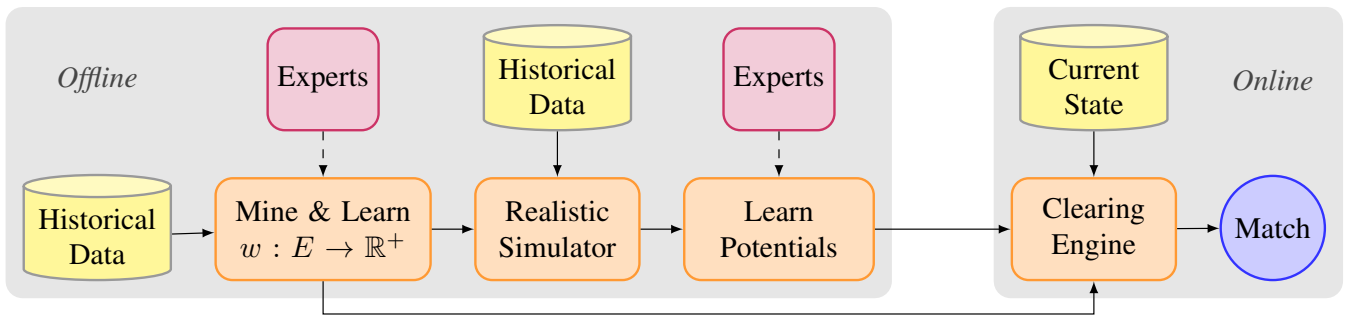 Offline
Experts
Historical
Data
Experts
Current
State
Online
Historical
Data
Mine & Learn
w : E → ℝ⁺
Realistic
Simulator
Learn
Potentials
Clearing
Engine
Match